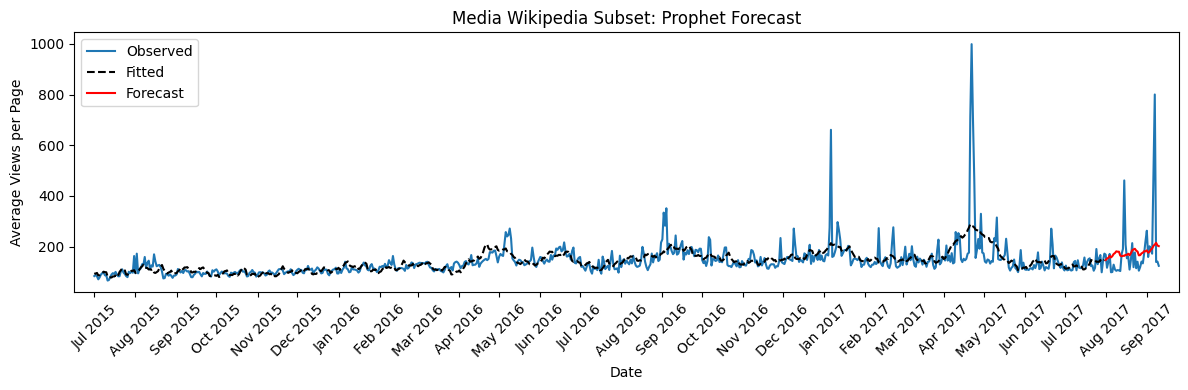 Media Wikipedia Subset: Prophet Forecast
Observed
Fitted
Forecast
Average Views per Page
1000
800
600
400
200
Jul 2015
Aug 2015
Sep 2015
Oct 2015
Nov 2015
Dec 2015
Jan 2016
Feb 2016
Mar 2016
Apr 2016
May 2016
Jun 2016
Jul 2016
Aug 2016
Sep 2016
Oct 2016
Nov 2016
Dec 2016
Jan 2017
Feb 2017
Mar 2017
Apr 2017
May 2017
Jun 2017
Jul 2017
Aug 2017
Sep 2017
Date